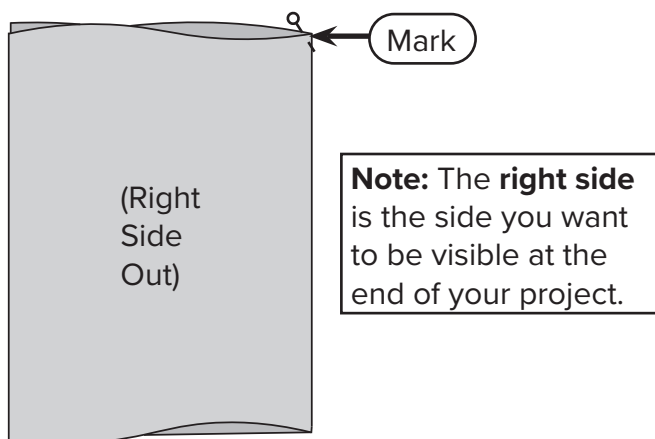 Mark
(Right
Side
Out)
Note: The right side
is the side you want
to be visible at the
end of your project.